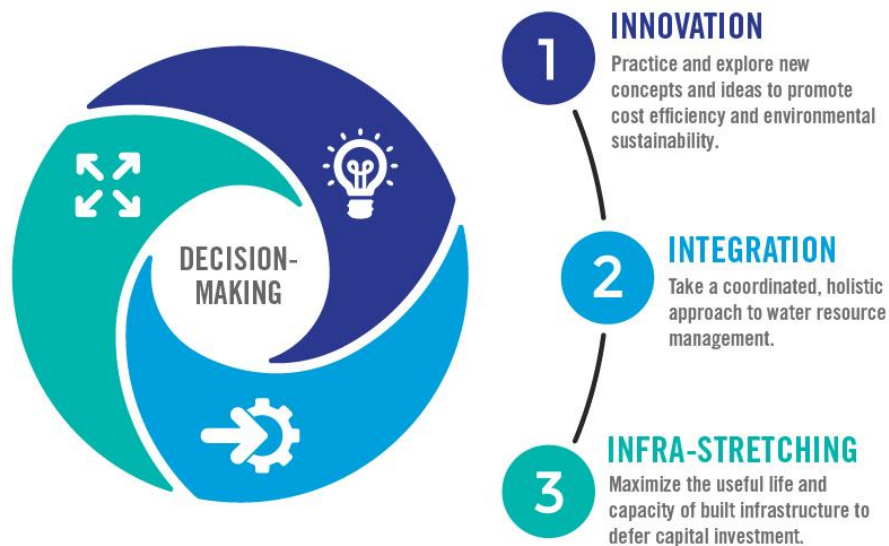 DECISION-
MAKING
1
INNOVATION
Practice and explore new
concepts and ideas to promote
cost efficiency and environmental
sustainability.
2
INTEGRATION
Take a coordinated, holistic
approach to water resource
management.
3
INFRA-STRETCHING
Maximize the useful life and
capacity of built infrastructure to
defer capital investment.